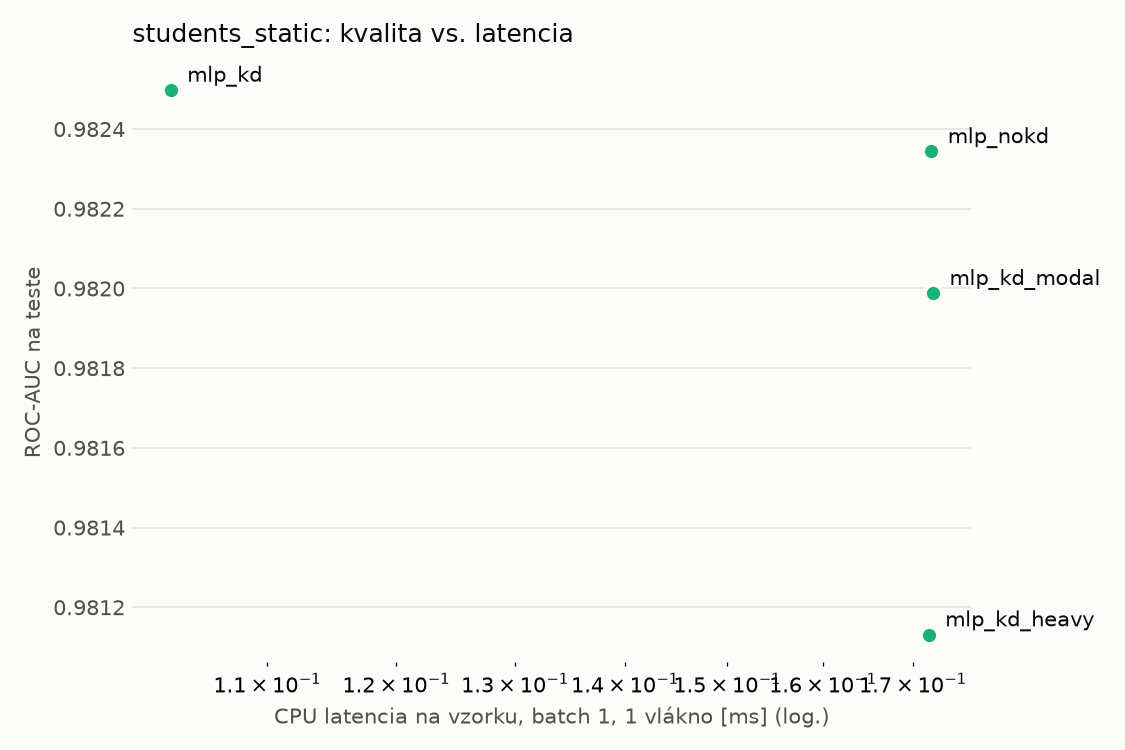 students_static: kvalita vs. latencia
mlp_kd
0.9824
mlp_nokd
0.9822
mlp_kd_modal
0.9820
0.9818
0.9816
0.9814
0.9812
mlp_kd_heavy
ROC-AUC na teste
1.1 × 10⁻¹ 1.2 × 10⁻¹ 1.3 × 10⁻¹ 1.4 × 10⁻¹ 1.5 × 10⁻¹ 1.6 × 10⁻¹ 1.7 × 10⁻¹
CPU latencia na vzorku, batch 1, 1 vlákno [ms] (log.)